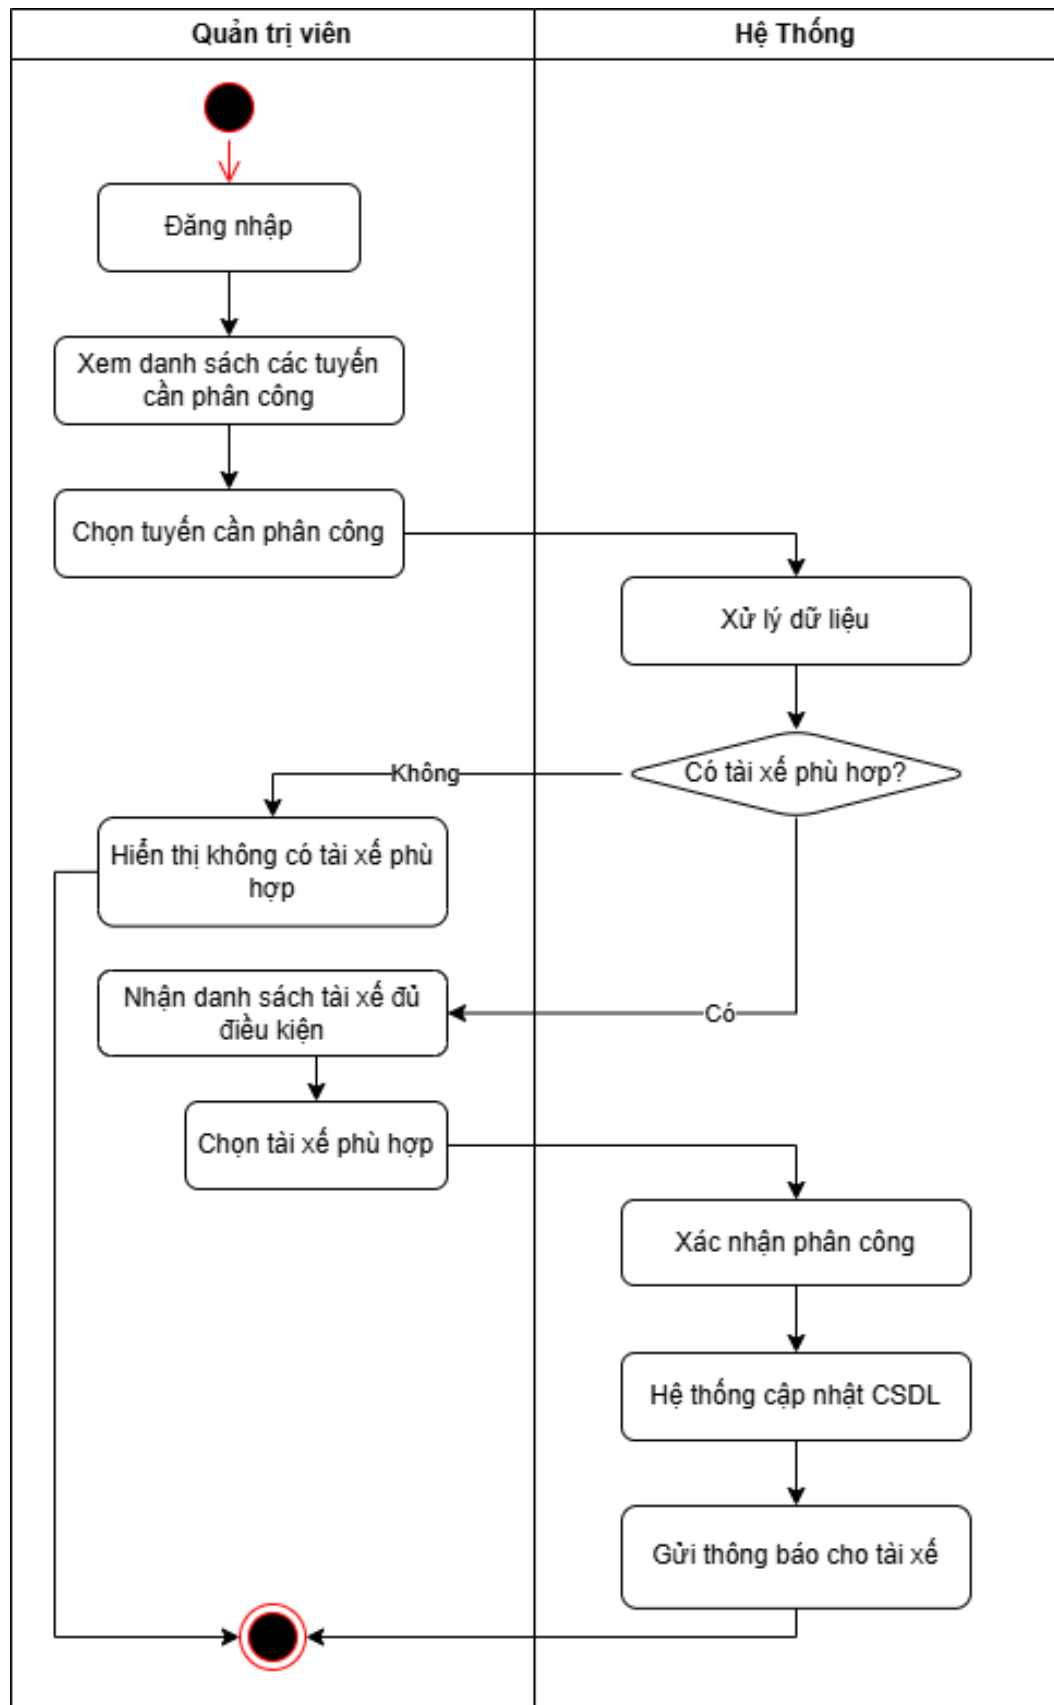 Quản trị viên
Hệ Thống
Đăng nhập
Xem danh sách các tuyến
cần phân công
Chọn tuyến cần phân công
Xử lý dữ liệu
Có tài xế phù hơp?
Không
Hiển thị không có tài xế phù
hợp
Nhận danh sách tài xế đủ
điều kiện
Có
Chọn tài xế phù hợp
Xác nhận phân công
Hệ thống cập nhật CSDL
Gửi thông báo cho tài xế